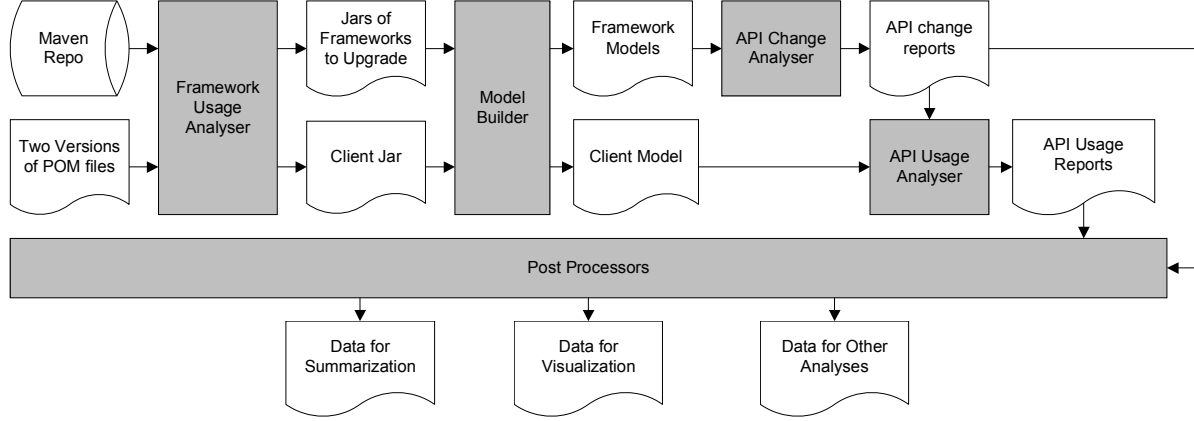 Maven
Repo
Framework
Usage
Analyser
Jars of
Frameworks
to Upgrade
Model
Builder
Framework
Models
API Change
Analyser
API change
reports
Two Versions
of POM files
Client Jar
Client Model
API Usage
Analyser
API Usage
Reports
Post Processors
Data for
Summarization
Data for
Visualization
Data for Other
Analyses